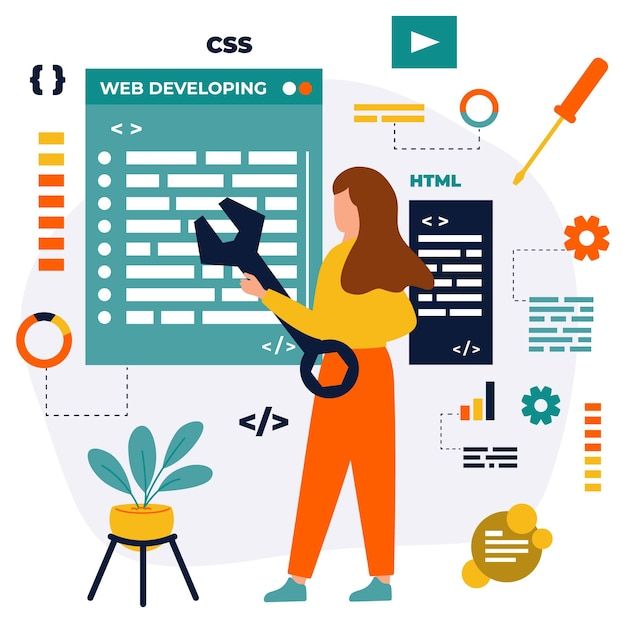 CSS
{ }
WEB DEVELOPING
< >
HTML
< >
</>
</>
</>